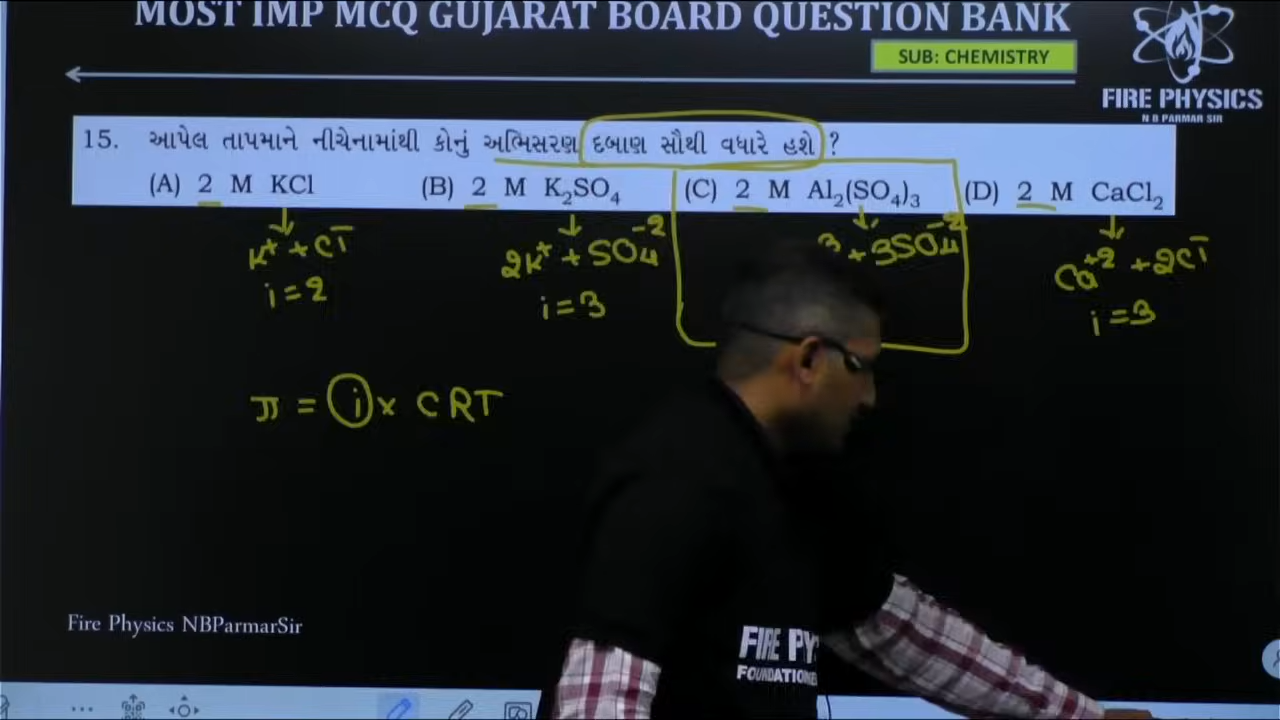 MOST IMP MCQ GUJARAT BOARD QUESTION BANK
SUB: CHEMISTRY
FIRE PHYSICS
N B PARMAR SIR
15. આપેલ તાપમાને નીચેનામાંથી કોનું અભિસરણ દબાણ સૌથી વધારે હશે ?
(A) 2 M KCl (B) 2 M K₂SO₄ (C) 2 M Al₂(SO₄)₃ (D) 2 M CaCl₂
K⁺ + Cl⁻
2K⁺ + SO₄⁻²
³ + 3SO₄⁻²
Ca⁺² + 2Cl⁻
i = 2
i = 3
i = 3
π = i × CRT
Fire Physics NBParmarSir
FIRE
FOUNDATION